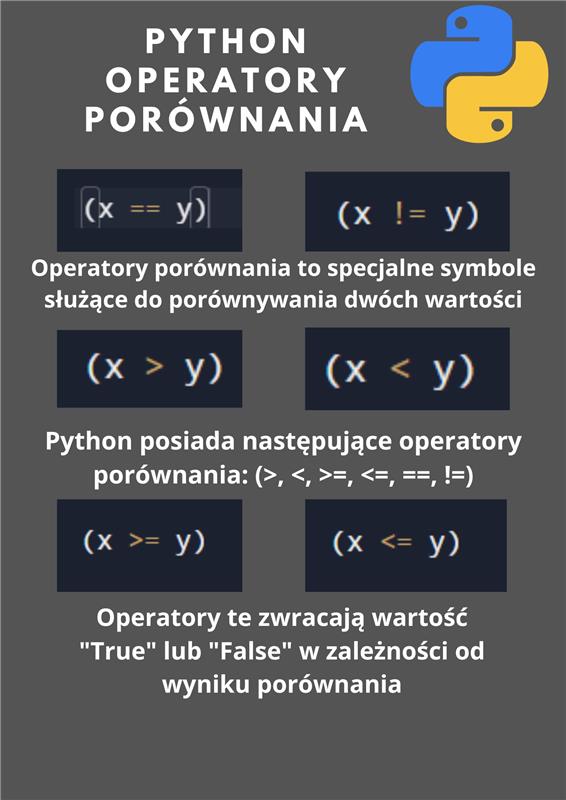 PYTHON
OPERATORY
PORÓWNANIA
(x == y)
(x != y)
Operatory porównania to specjalne symbole
służące do porównywania dwóch wartości
(x > y)
(x < y)
Python posiada następujące operatory
porównania: (>, <, >=, <=, ==, !=)
(x >= y)
(x <= y)
Operatory te zwracają wartość
"True" lub "False" w zależności od
wyniku porównania